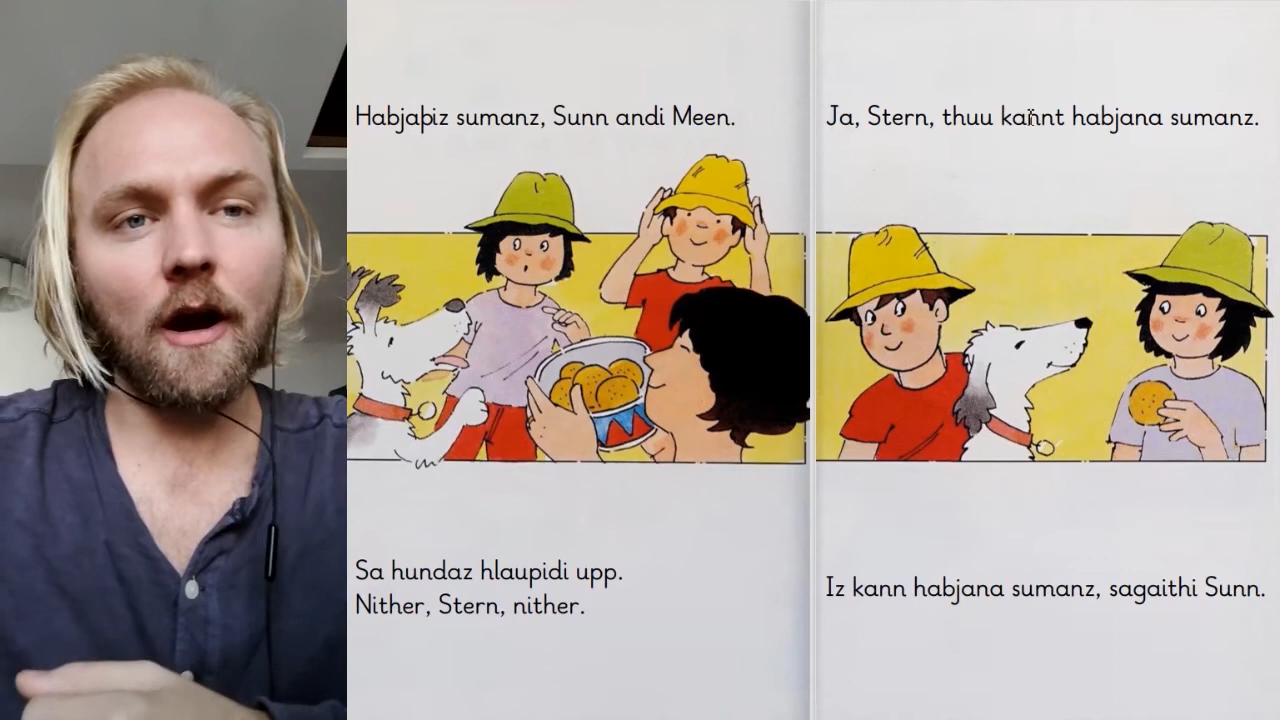 Habjaþiz sumanz, Sunn andi Meen.
Sa hundaz hlaupidi upp.
Nither, Stern, nither.
Ja, Stern, thuu kannt habjana sumanz.
Iz kann habjana sumanz, sagaithi Sunn.